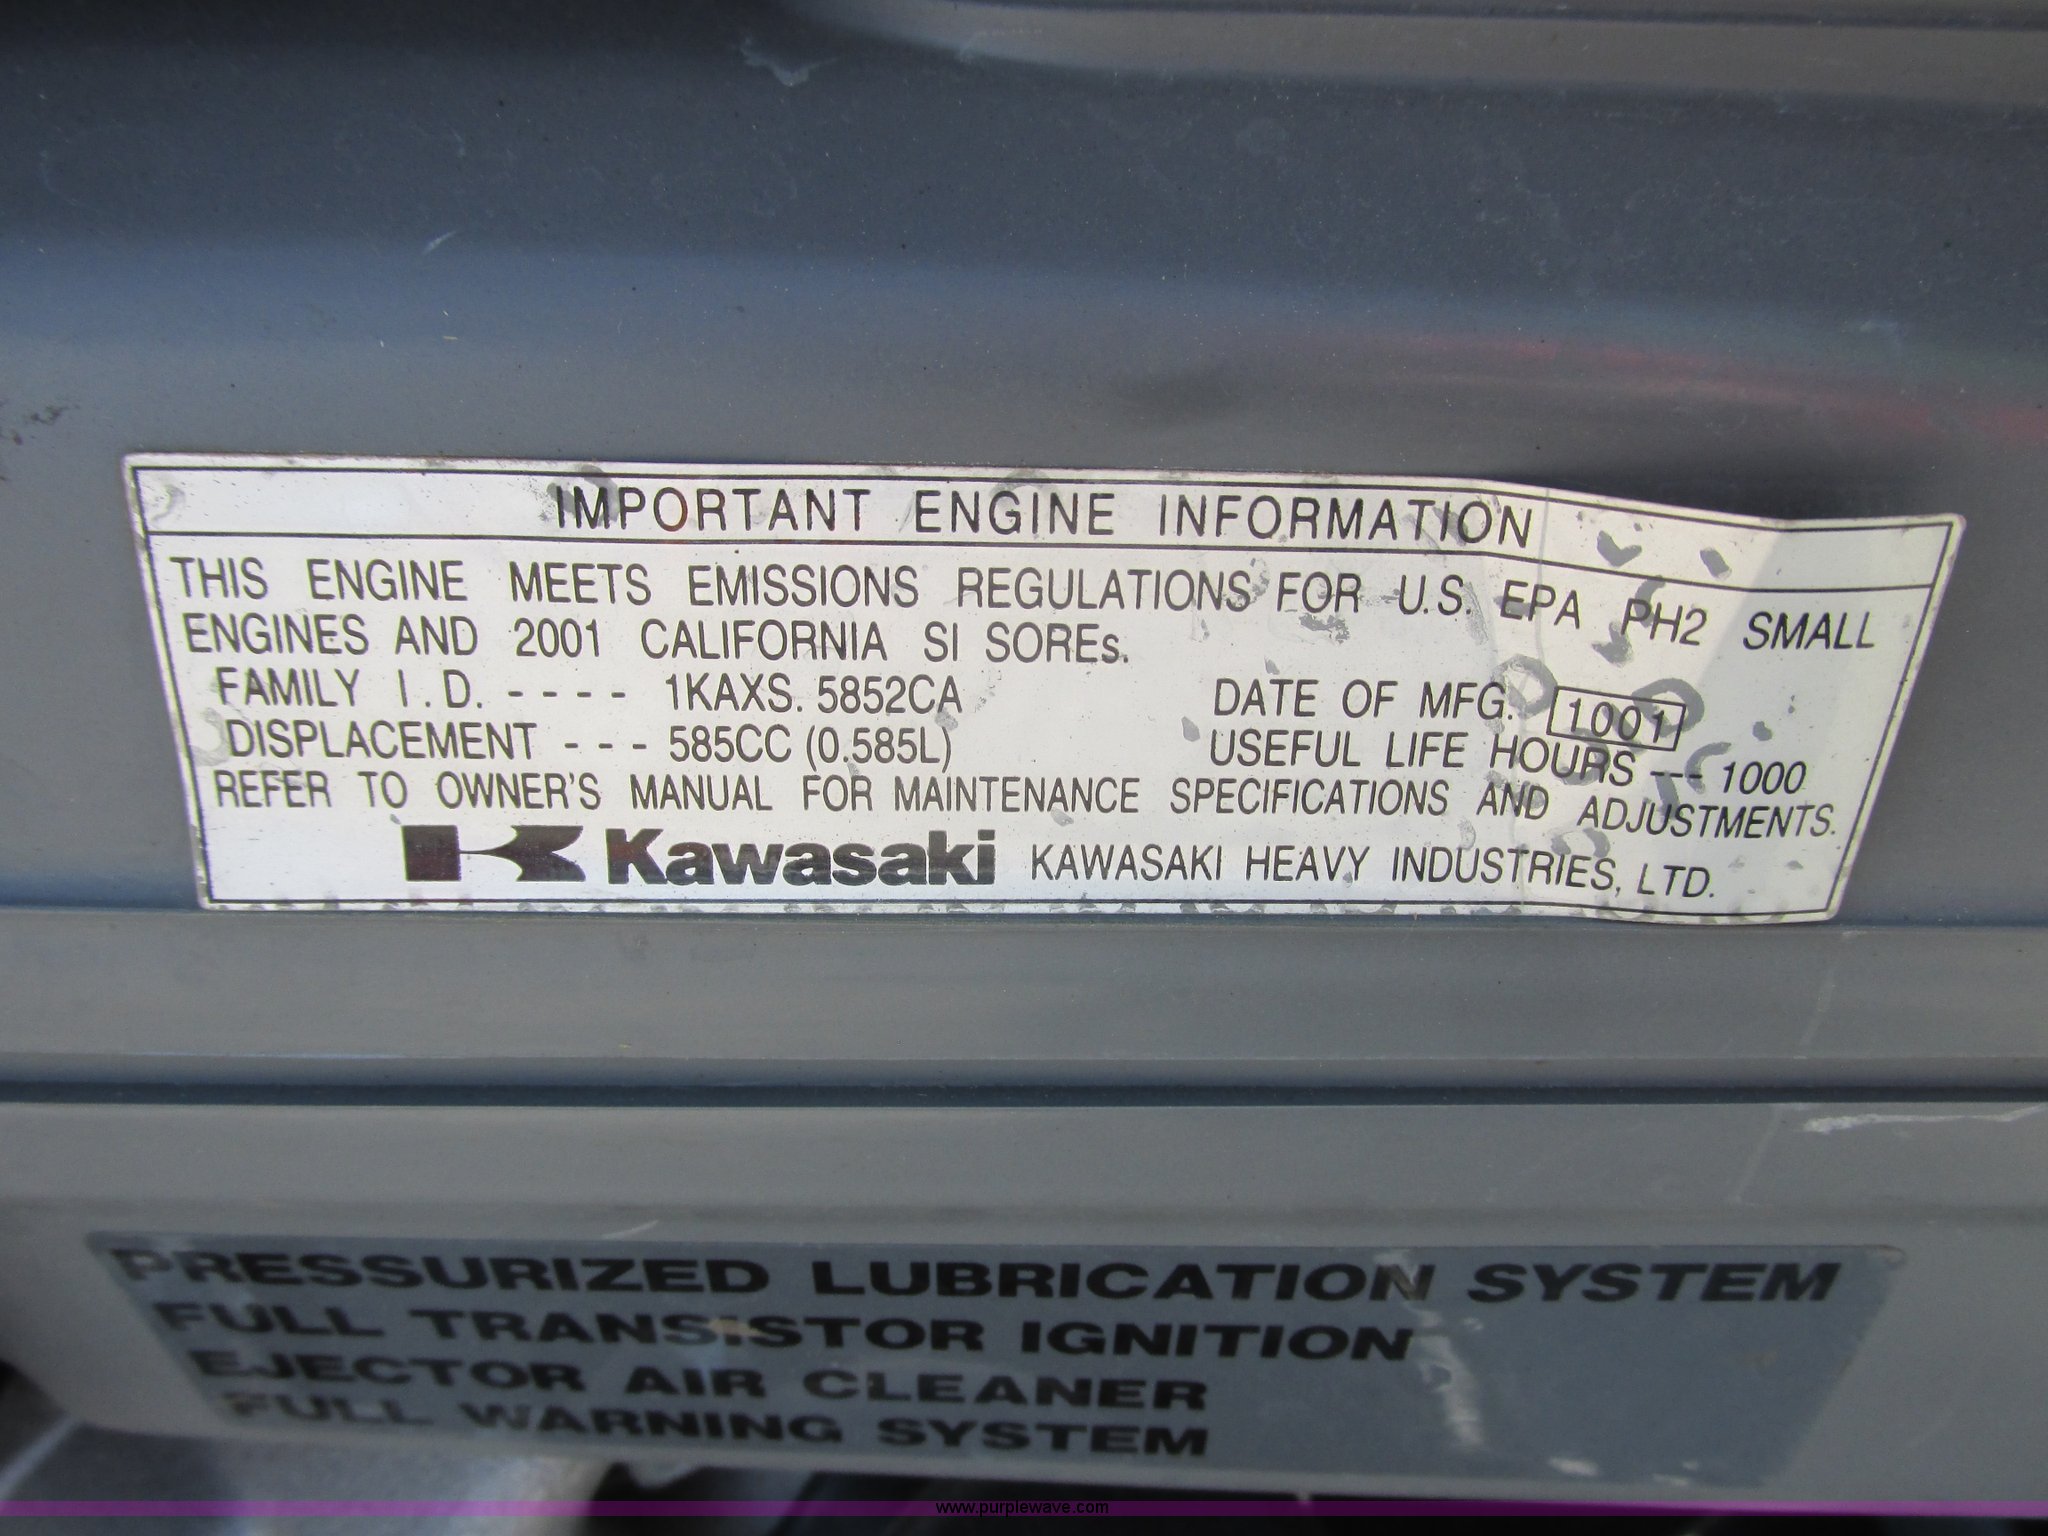 IMPORTANT ENGINE INFORMATION
THIS ENGINE MEETS EMISSIONS REGULATIONS FOR U.S. EPA PH2 SMALL
ENGINES AND 2001 CALIFORNIA SI SOREs.
FAMILY I.D. ---- 1KAXS.5852CA DATE OF MFG. 1001
DISPLACEMENT --- 585CC (0.585L) USEFUL LIFE HOURS --- 1000
REFER TO OWNER'S MANUAL FOR MAINTENANCE SPECIFICATIONS AND ADJUSTMENTS.
Kawasaki KAWASAKI HEAVY INDUSTRIES, LTD.
PRESSURIZED LUBRICATION SYSTEM
FULL TRANSISTOR IGNITION
EJECTOR AIR CLEANER
FULL WARNING SYSTEM
www.purplewave.com